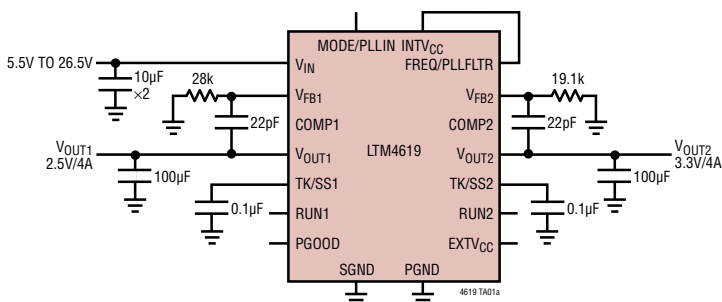 MODE/PLLIN INTVCC
5.5V TO 26.5V
VIN
FREQ/PLLFLTR
10µF
×2
28k
19.1k
VFB1
VFB2
22pF
COMP1
COMP2
22pF
VOUT1
2.5V/4A
VOUT1
LTM4619
VOUT2
VOUT2
3.3V/4A
100µF
TK/SS1
TK/SS2
100µF
0.1µF
RUN1
RUN2
0.1µF
PGOOD
EXTVCC
SGND
PGND
4619 TA01a